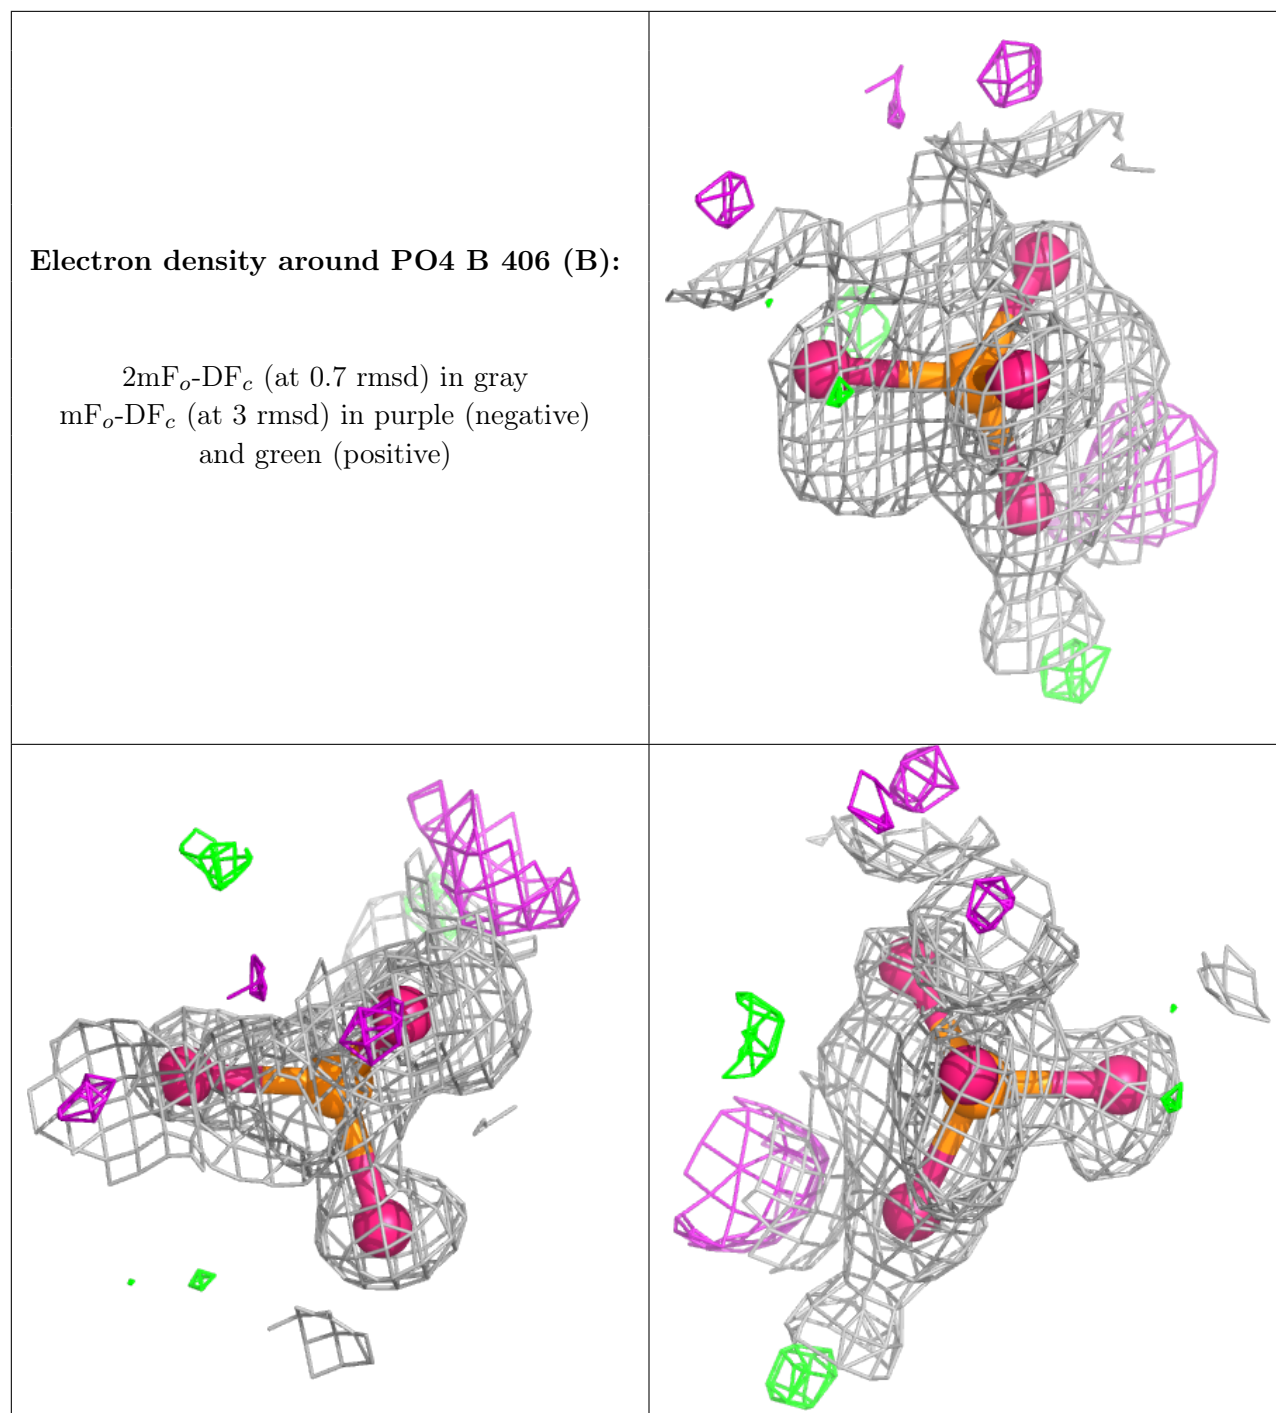 Electron density around PO4 B 406 (B):
2mFo-DFc (at 0.7 rmsd) in gray
mFo-DFc (at 3 rmsd) in purple (negative)
and green (positive)